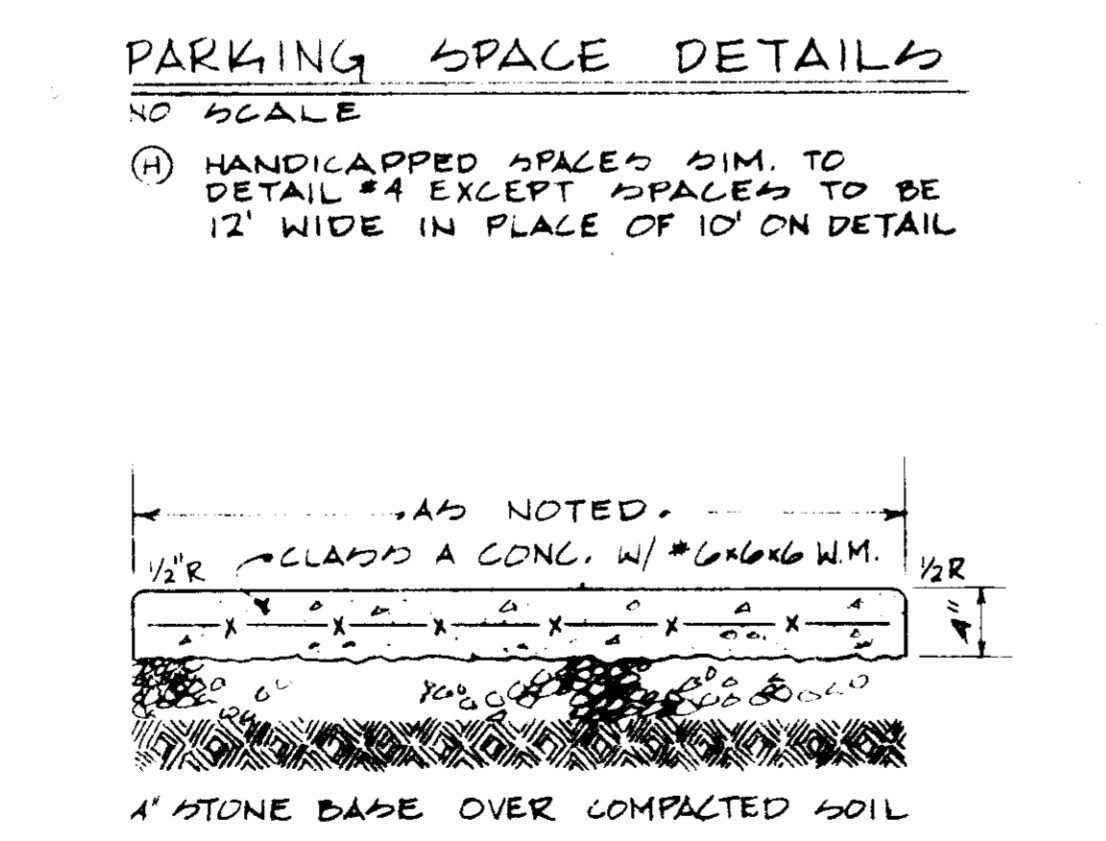 PARKING SPACE DETAILS
NO SCALE
(H) HANDICAPPED SPACES SIM. TO
DETAIL #4 EXCEPT SPACES TO BE
12' WIDE IN PLACE OF 10' ON DETAIL
AS NOTED.
1/2"R CLASS A CONC. W/ #6x6x6 W.M. 1/2R
4"
4" STONE BASE OVER COMPACTED SOIL